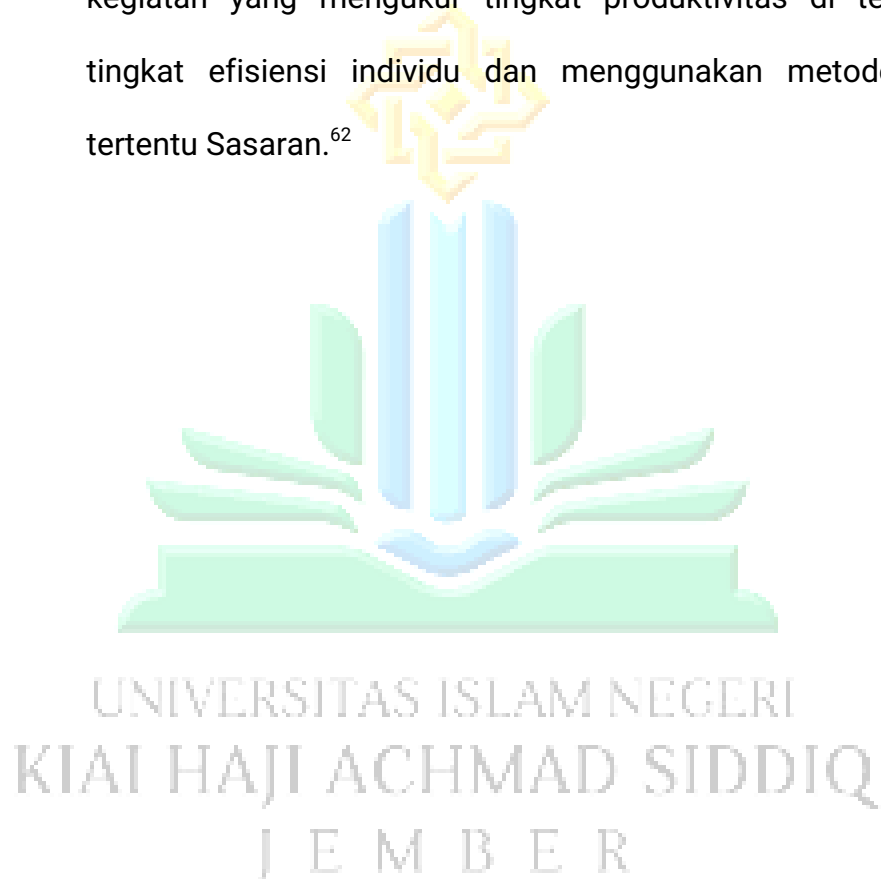 kegiatan yang mengukur tingkat produktivitas di
tingkat efisiensi individu dan menggunakan
tertentu Sasaran.62
UNIVERSITAS ISLAM NEGERI
KIAI HAJI ACHMAD SIDDIQ
J E M B E R